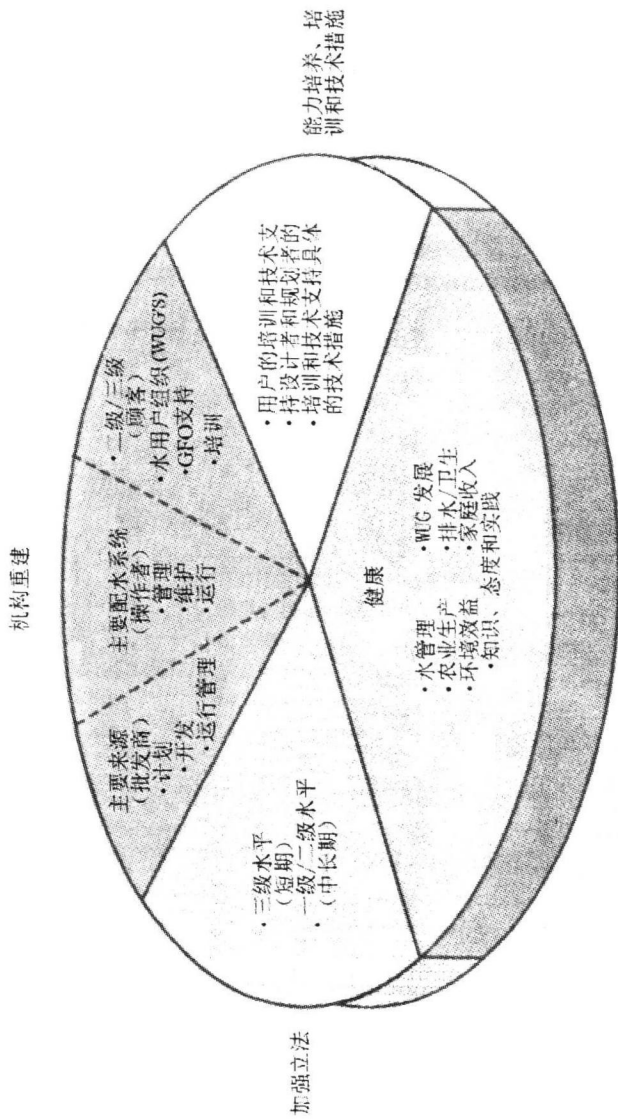 机构重建
主要来源
（批发商）
·计划
·开发
·运行管理
主要配水系统
（操作者）
·管理
·维护
·运行
·二级/三级
（顾客）
·水用户组织(WUG'S)
·GFO支持
·培训
加强立法
·三级水平
（短期）
·一级/二级水平
（中长期）
·用户的培训和技术支
·持设计者和规划者的
·培训和技术支持具体
的技术措施
能力培养、培
训和技术措施
健康
·水管理
·农业生产
·环境效益
·知识、态度和实践
·WUG 发展
·排水/卫生
·家庭收入